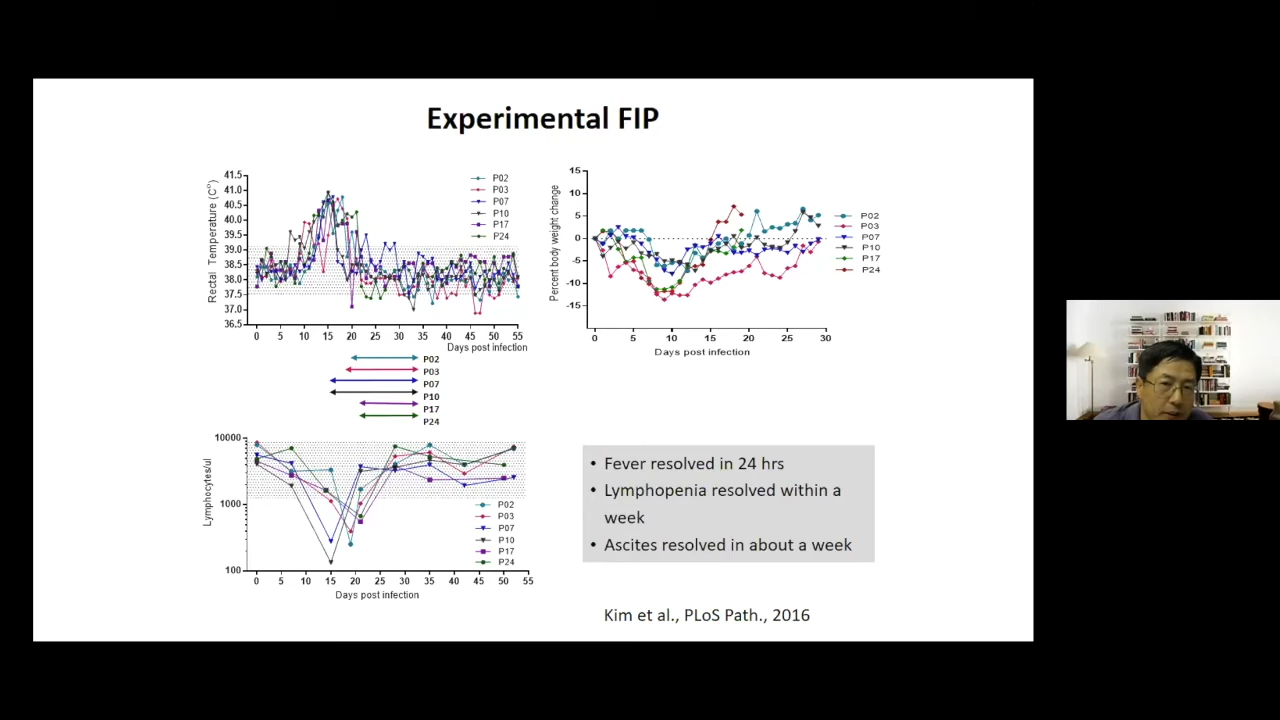 Experimental FIP
41.5
41.0
40.5
40.0
39.5
39.0
38.5
38.0
37.5
37.0
36.5
Rectal Temperature (C°)
P02
P03
P07
P10
P17
P24
0 5 10 15 20 25 30 35 40 45 50 55
Days post infection
15
10
5
0
-5
-10
-15
Percent body weight change
P02
P03
P07
P10
P17
P24
0 5 10 15 20 25 30
Days post infection
P02
P03
P07
P10
P17
P24
10000
1000
100
Lymphocytes/ul
P02
P03
P07
P10
P17
P24
0 5 10 15 20 25 30 35 40 45 50 55
Days post infection
• Fever resolved in 24 hrs
• Lymphopenia resolved within a
week
• Ascites resolved in about a week
Kim et al., PLoS Path., 2016